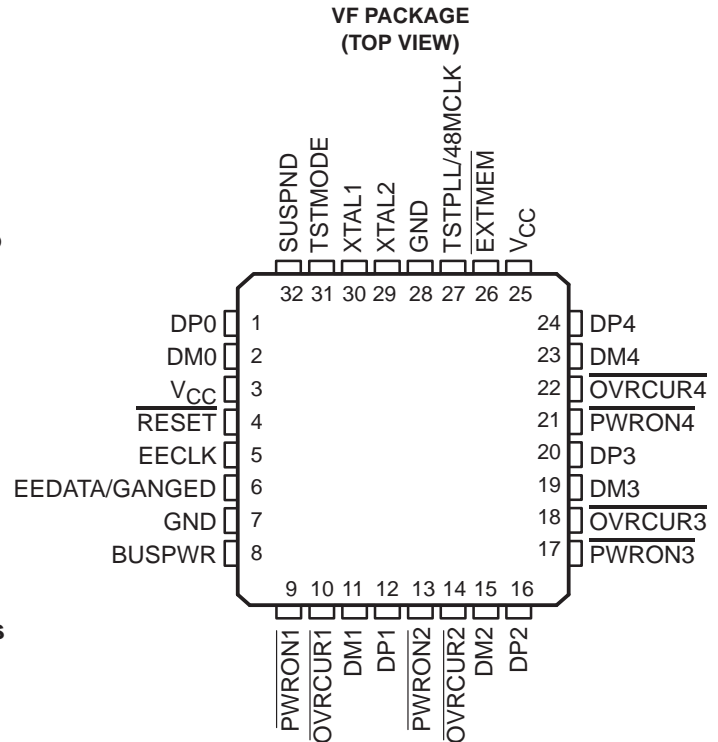 VF PACKAGE
(TOP VIEW)
SUSPND
TSTMODE
XTAL1
XTAL2
GND
TSTPLL/48MCLK
EXTMEM
VCC
32 31 30 29 28 27 26 25
DP0 1
DM0 2
VCC 3
RESET 4
EECLK 5
EEDATA/GANGED 6
GND 7
BUSPWR 8
24 DP4
23 DM4
22 OVRCUR4
21 PWRON4
20 DP3
19 DM3
18 OVRCUR3
17 PWRON3
9 10 11 12 13 14 15 16
PWRON1
OVRCUR1
DM1
DP1
PWRON2
OVRCUR2
DM2
DP2
s